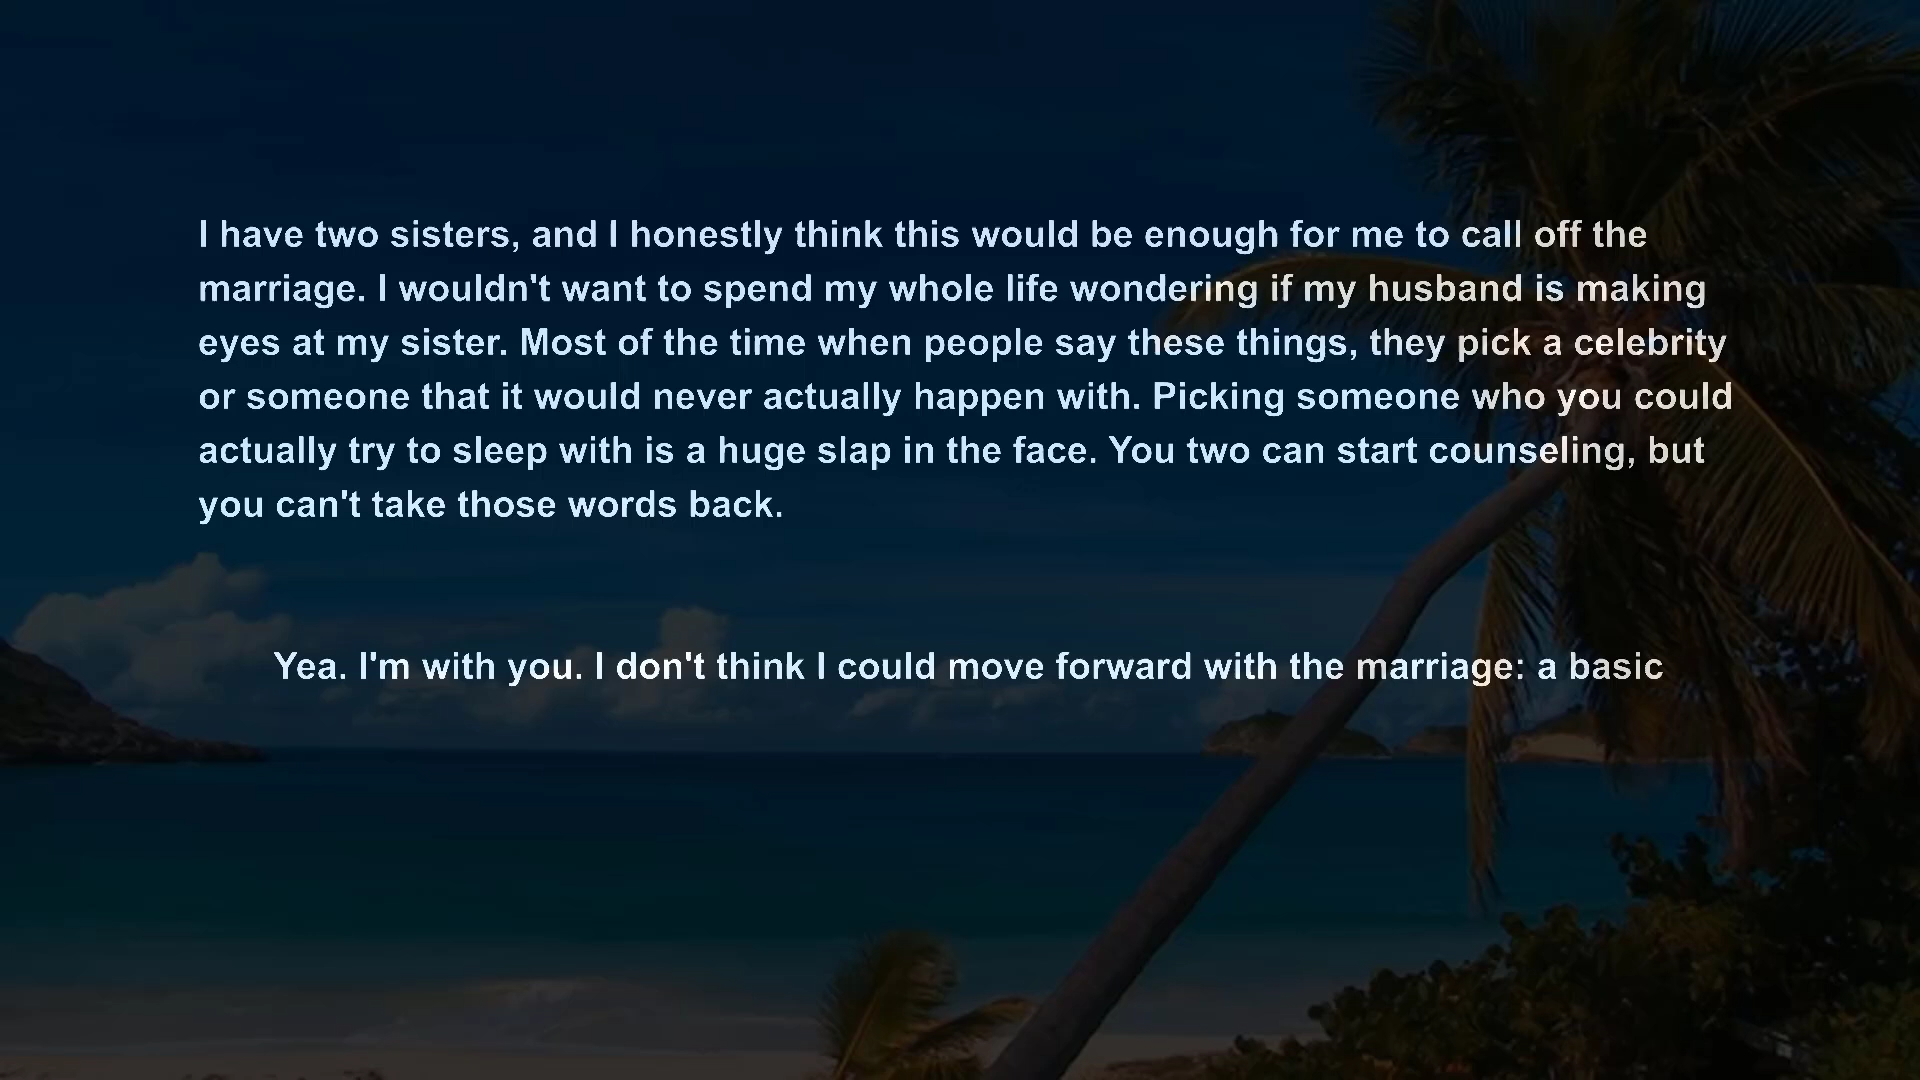 I have two sisters, and I honestly think this would be enough for me to call off the
marriage. I wouldn't want to spend my whole life wondering if my husband is making
eyes at my sister. Most of the time when people say these things, they pick a celebrity
or someone that it would never actually happen with. Picking someone who you could
actually try to sleep with is a huge slap in the face. You two can start counseling, but
you can't take those words back.
Yea. I'm with you. I don't think I could move forward with the marriage: a basic